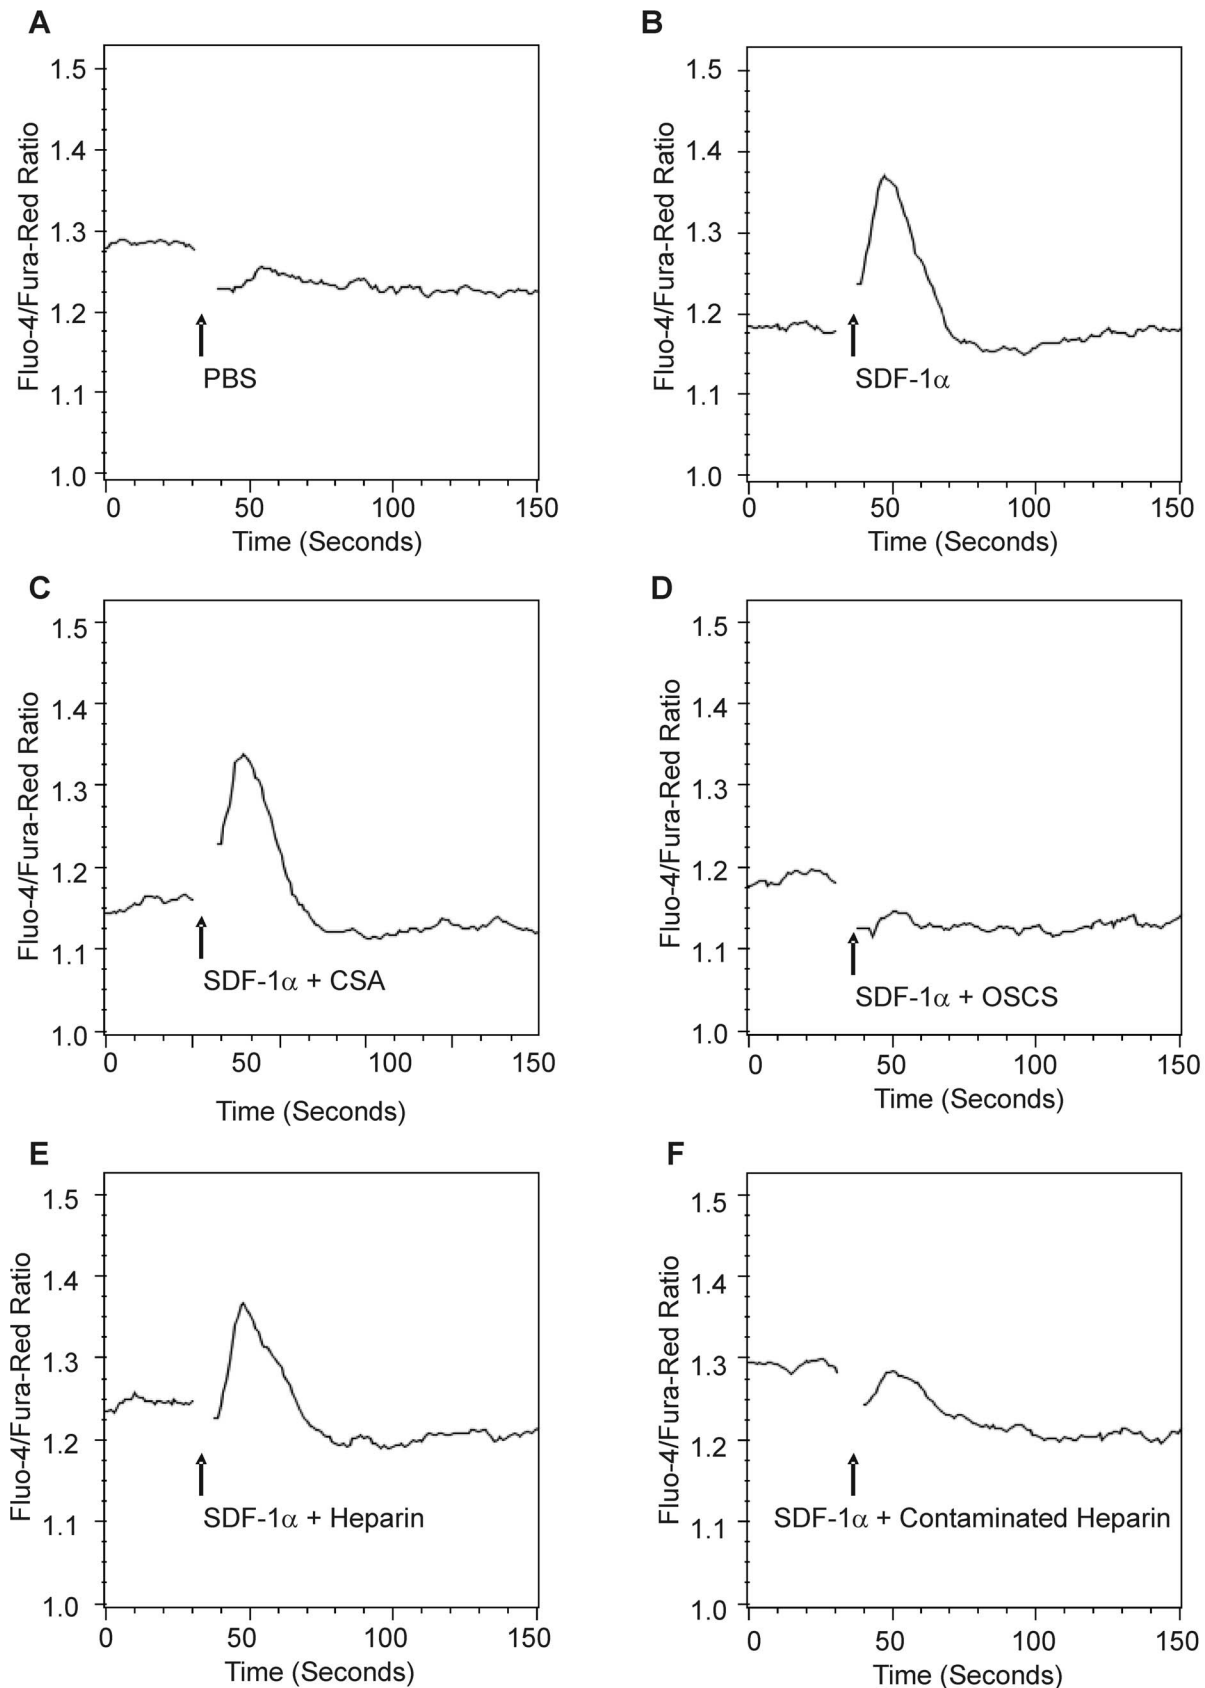 A
Fluo-4/Fura-Red Ratio
1.5
1.4
1.3
1.2
1.1
1.0
PBS
0 50 100 150
Time (Seconds)
B
Fluo-4/Fura-Red Ratio
1.5
1.4
1.3
1.2
1.1
1.0
SDF-1α
0 50 100 150
Time (Seconds)
C
Fluo-4/Fura-Red Ratio
1.5
1.4
1.3
1.2
1.1
1.0
SDF-1α + CSA
0 50 100 150
Time (Seconds)
D
Fluo-4/Fura-Red Ratio
1.5
1.4
1.3
1.2
1.1
1.0
SDF-1α + OSCS
0 50 100 150
Time (Seconds)
E
Fluo-4/Fura-Red Ratio
1.5
1.4
1.3
1.2
1.1
1.0
SDF-1α + Heparin
0 50 100 150
Time (Seconds)
F
Fluo-4/Fura-Red Ratio
1.5
1.4
1.3
1.2
1.1
1.0
SDF-1α + Contaminated Heparin
0 50 100 150
Time (Seconds)